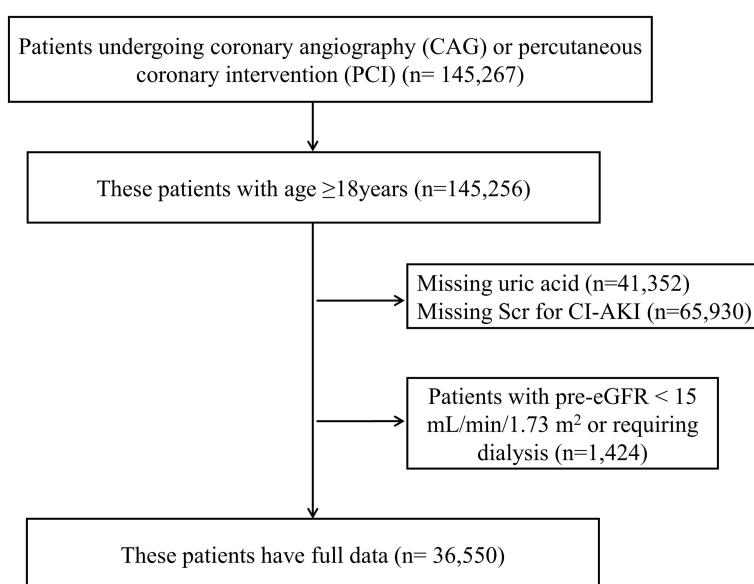 Patients undergoing coronary angiography (CAG) or percutaneous
coronary intervention (PCI) (n= 145,267)
These patients with age ≥18years (n=145,256)
Missing uric acid (n=41,352)
Missing Scr for CI-AKI (n=65,930)
Patients with pre-eGFR < 15
mL/min/1.73 m² or requiring
dialysis (n=1,424)
These patients have full data (n= 36,550)